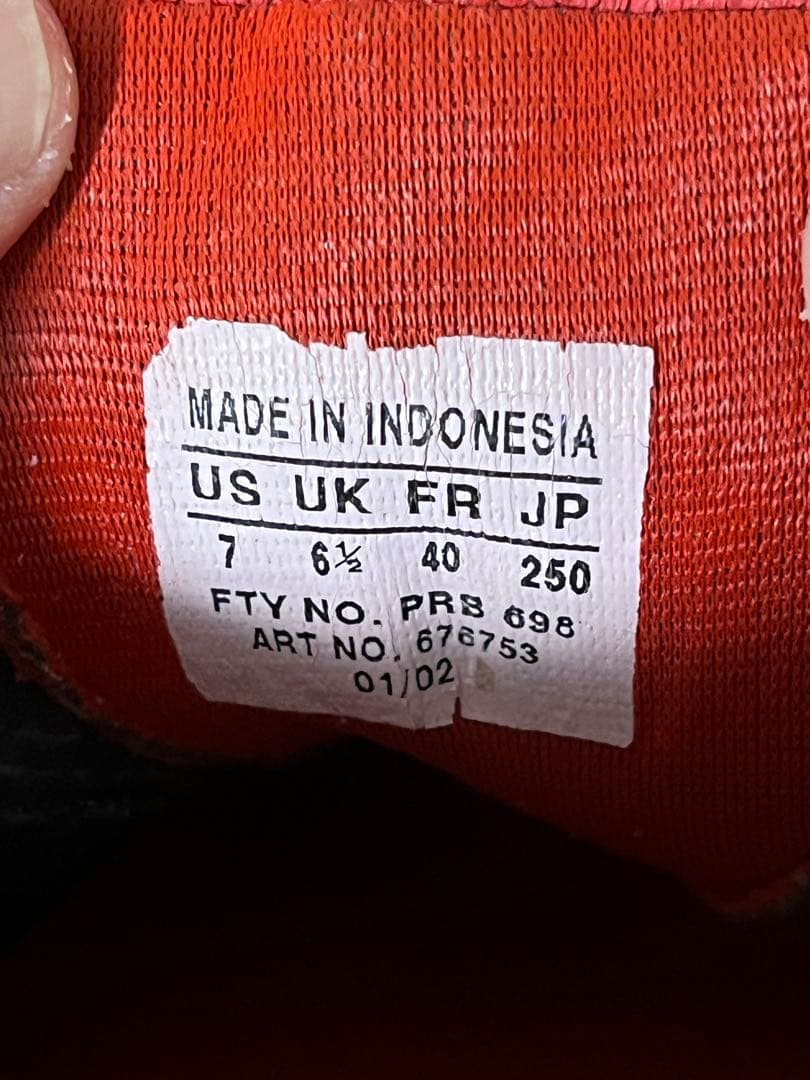 MADE IN INDONESIA
US UK FR JP
7 6½ 40 250
FTY NO. PRS 698
ART NO. 676753
01/02